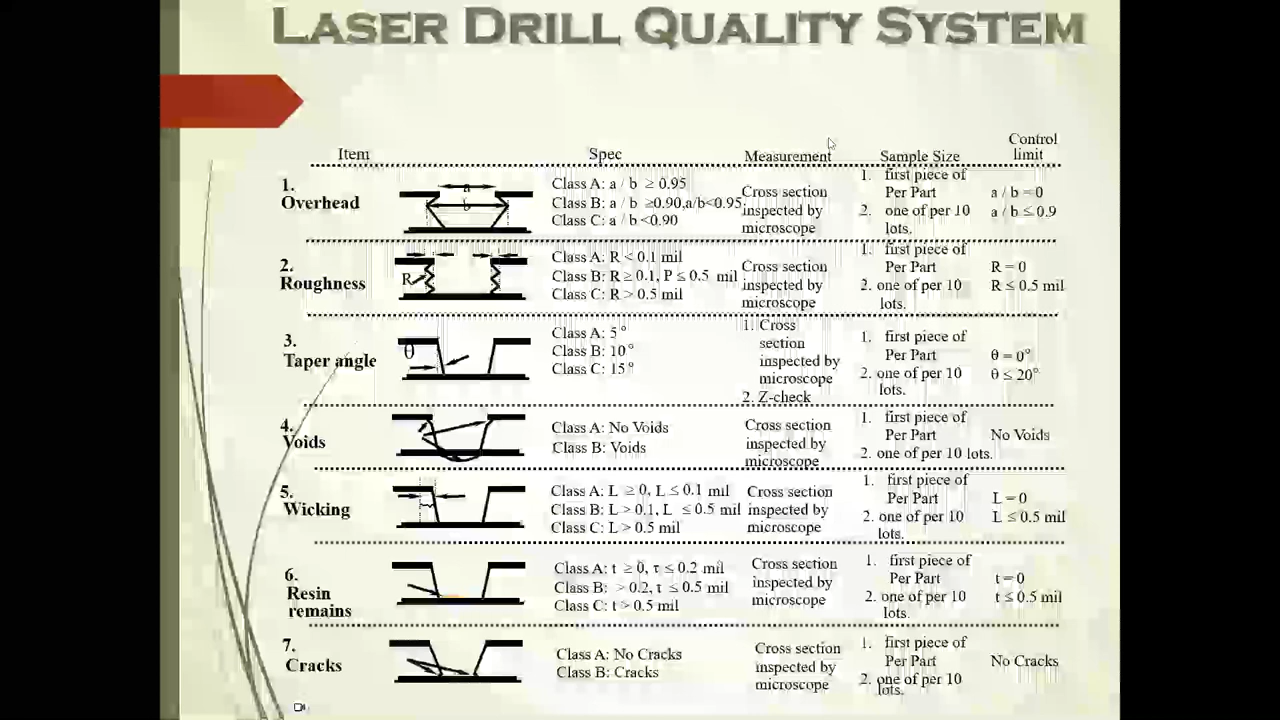 LASER DRILL QUALITY SYSTEM
Item Spec Measurement Sample Size Control limit
1. Overhead
a
b
Class A: a / b ≥ 0.95
Class B: a / b ≥0.90,a/b<0.95
Class C: a / b <0.90
Cross section
inspected by
microscope
1. first piece of
Per Part
2. one of per 10
lots.
a / b =0
a / b ≤ 0.9
2. Roughness
R
Class A: R < 0.1 mil
Class B: R ≥ 0.1, P ≤ 0.5 mil
Class C: R > 0.5 mil
Cross section
inspected by
microscope
1. first piece of
Per Part
2. one of per 10
lots.
R = 0
R ≤ 0.5 mil
3. Taper angle
θ
Class A: 5°
Class B: 10°
Class C: 15°
1. Cross
section
inspected by
microscope
2. Z-check
1. first piece of
Per Part
2. one of per 10
lots.
θ = 0°
θ ≤ 20°
4. Voids
Class A: No Voids
Class B: Voids
Cross section
inspected by
microscope
1. first piece of
Per Part
2. one of per 10 lots.
No Voids
5. Wicking
Class A: L ≥ 0, L ≤ 0.1 mil
Class B: L > 0.1, L ≤ 0.5 mil
Class C: L > 0.5 mil
Cross section
inspected by
microscope
1. first piece of
Per Part
2. one of per 10
lots.
L = 0
L ≤ 0.5 mil
6. Resin
remains
Class A: t ≥ 0, τ ≤ 0.2 mil
Class B: > 0.2, τ ≤ 0.5 mil
Class C: t > 0.5 mil
Cross section
inspected by
microscope
1. first piece of
Per Part
2. one of per 10
lots.
t = 0
t ≤ 0.5 mil
7. Cracks
Class A: No Cracks
Class B: Cracks
Cross section
inspected by
microscope
1. first piece of
Per Part
2. one of per 10
lots.
No Cracks